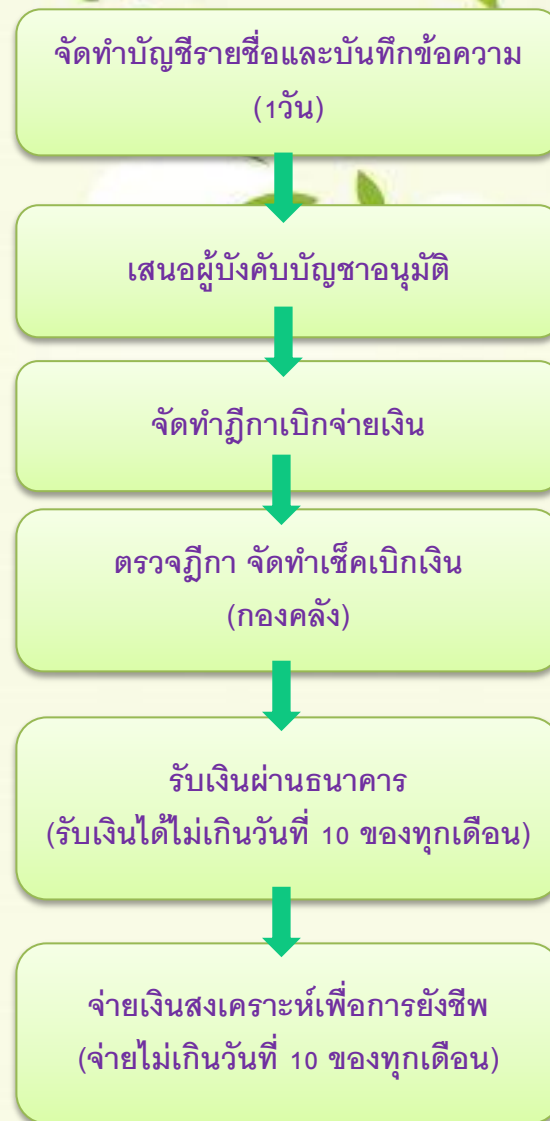 จัดทำบัญชีรายชื่อและบันทึกข้อความ
(1วัน)
เสนอผู้บังคับบัญชาอนุมัติ
จัดทำฎีกาเบิกจ่ายเงิน
ตรวจฎีกา จัดทำเช็คเบิกเงิน
(กองคลัง)
รับเงินผ่านธนาคาร
(รับเงินได้ไม่เกินวันที่ 10 ของทุกเดือน)
จ่ายเงินสงเคราะห์เพื่อการยังชีพ
(จ่ายไม่เกินวันที่ 10 ของทุกเดือน)